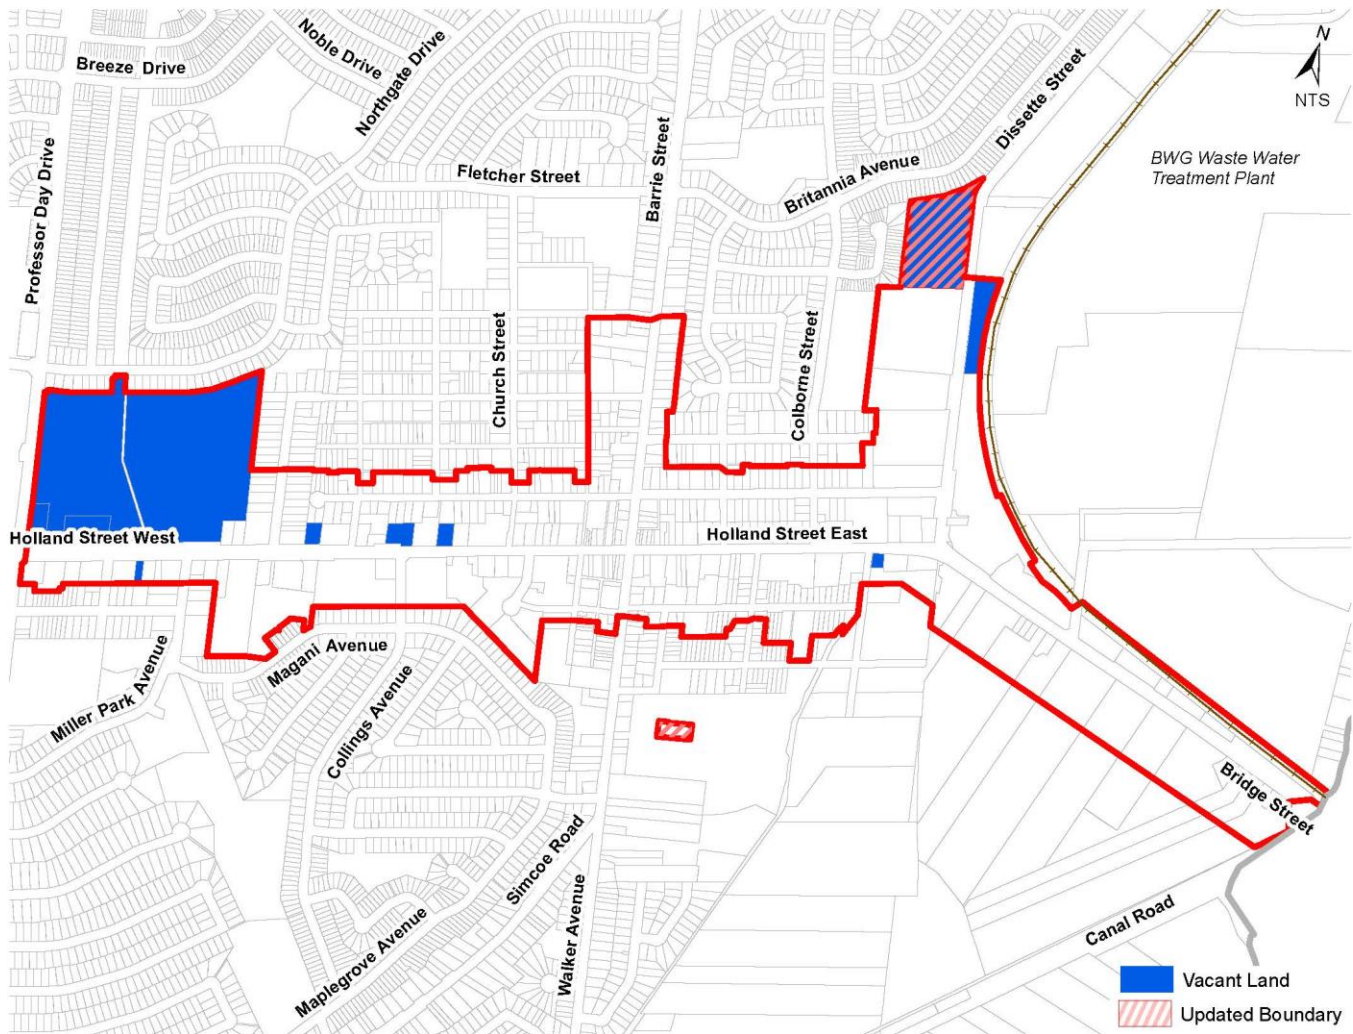 Noble Drive
Northgate Drive
Breeze Drive
N
NTS
Dissette Street
BWG Waste Water
Treatment Plant
Professor Day Drive
Fletcher Street
Barrie Street
Britannia Avenue
Church Street
Colborne Street
Holland Street West
Holland Street East
Magani Avenue
Miller Park Avenue
Collings Avenue
Bridge Street
Simcoe Road
Walker Avenue
Maplegrove Avenue
Canal Road
Vacant Land
Updated Boundary